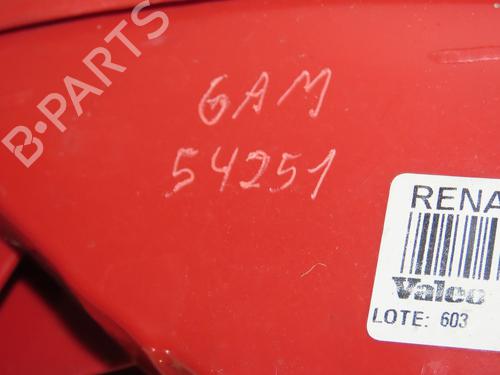 B-PARTS
GAM
54251
RENA
Valeo
LOTE: 603